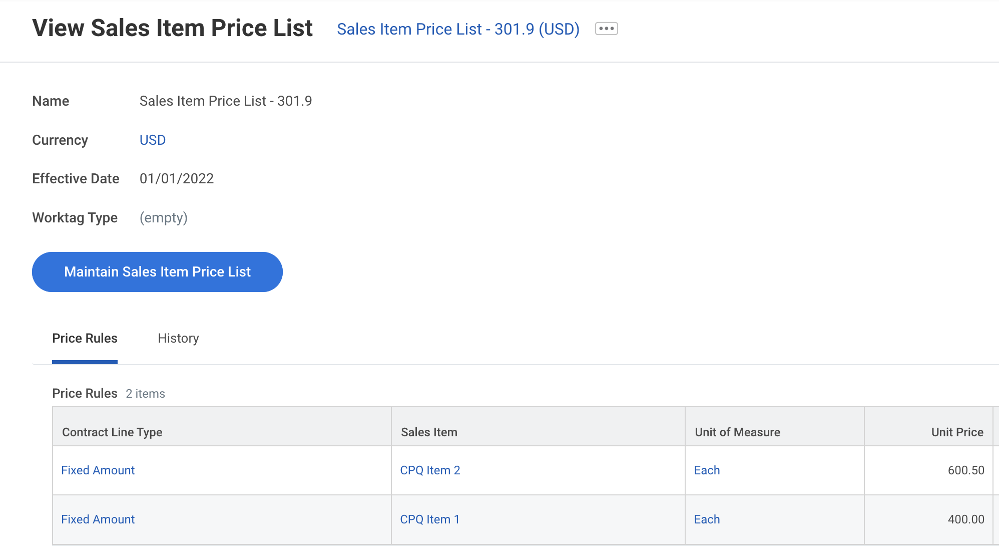 View Sales Item Price List Sales Item Price List - 301.9 (USD)
Name Sales Item Price List - 301.9
Currency USD
Effective Date 01/01/2022
Worktag Type (empty)
Maintain Sales Item Price List
Price Rules History
Price Rules 2 items
Contract Line Type Sales Item Unit of Measure Unit Price
Fixed Amount CPQ Item 2 Each 600.50
Fixed Amount CPQ Item 1 Each 400.00